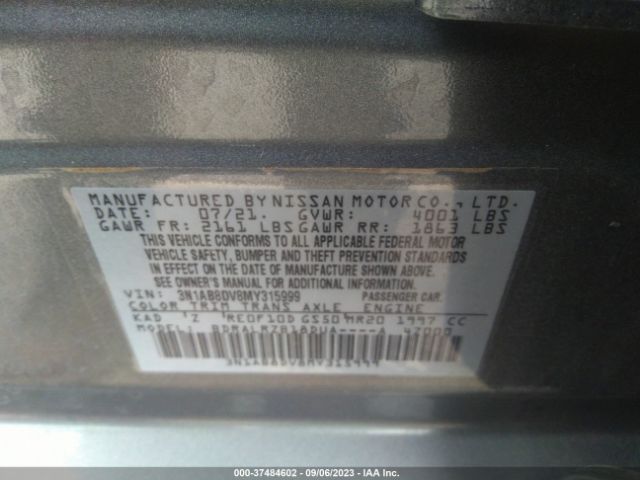 MANUFACTURED BY NISSAN MOTOR CO., LTD.
DATE: 07/21. GVWR: 4001 LBS
GAWR FR: 2161 LBS GAWR RR: 1863 LBS
THIS VEHICLE CONFORMS TO ALL APPLICABLE FEDERAL MOTOR
VEHICLE SAFETY, BUMPER AND THEFT PREVENTION STANDARDS
IN EFFECT ON THE DATE OF MANUFACTURE SHOWN ABOVE.
SEE OWNER'S MANUAL FOR ADDITIONAL INFORMATION.
VIN: 3N1AB8DV8MY315999 PASSENGER CAR.
COLOR TRIM TRANS AXLE ENGINE
KAD 'Z 'RE0F10D GS50 'MR20 1997 CC
MODEL: BDRALRZB18DUA----A
3N1AB8DV8MY315999
000-37484602 - 09/06/2023 - IAA Inc.